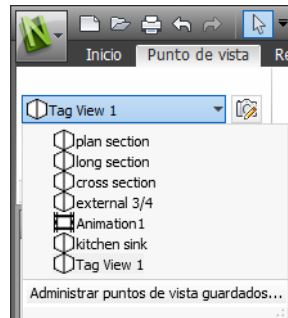 Inicio Punto de vista
Tag View 1
plan section
long section
cross section
external 3/4
Animation1
kitchen sink
Tag View 1
Administrar puntos de vista guardados...